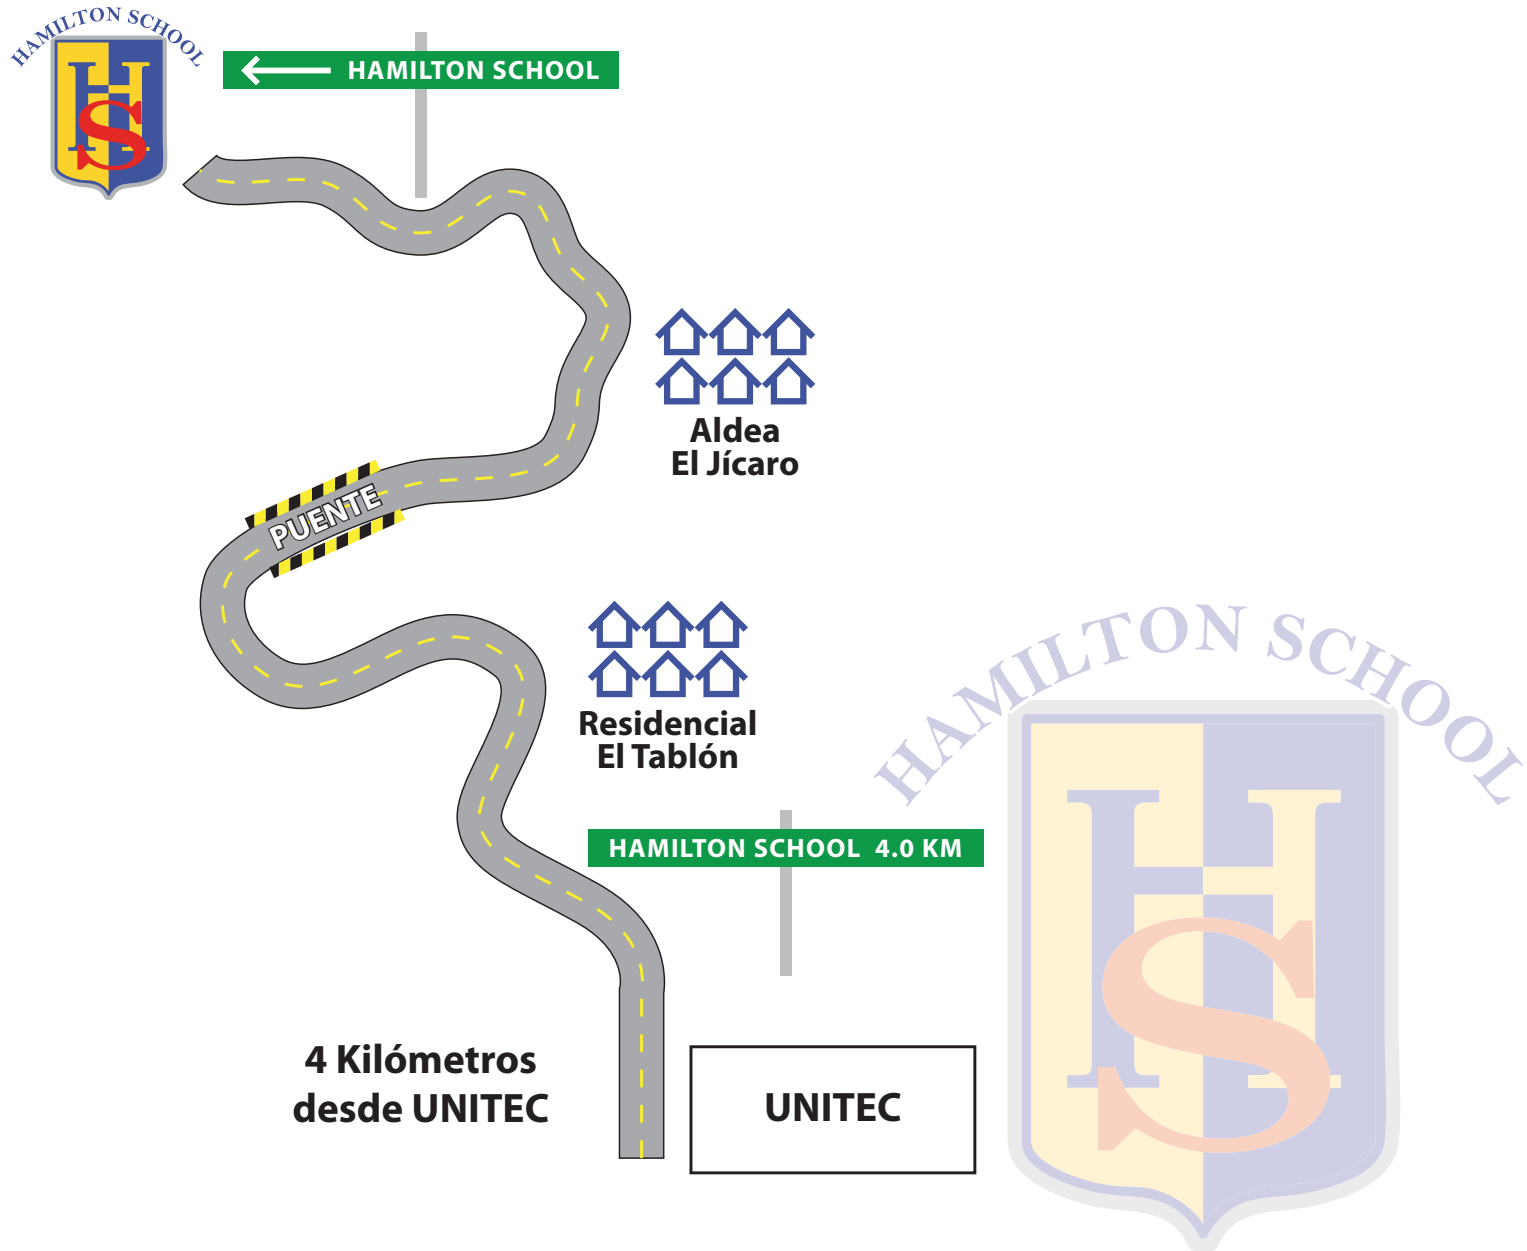 HAMILTON SCHOOL
HS
HAMILTON SCHOOL
Aldea
El Jícaro
PUENTE
Residencial
El Tablón
HAMILTON SCHOOL
HS
HAMILTON SCHOOL 4.0 KM
4 Kilómetros
desde UNITEC
UNITEC